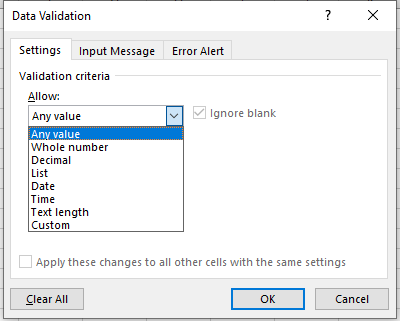 Data Validation
?
Settings Input Message Error Alert
Validation criteria
Allow:
Any value
Ignore blank
Any value
Whole number
Decimal
List
Date
Time
Text length
Custom
Apply these changes to all other cells with the same settings
Clear All OK Cancel